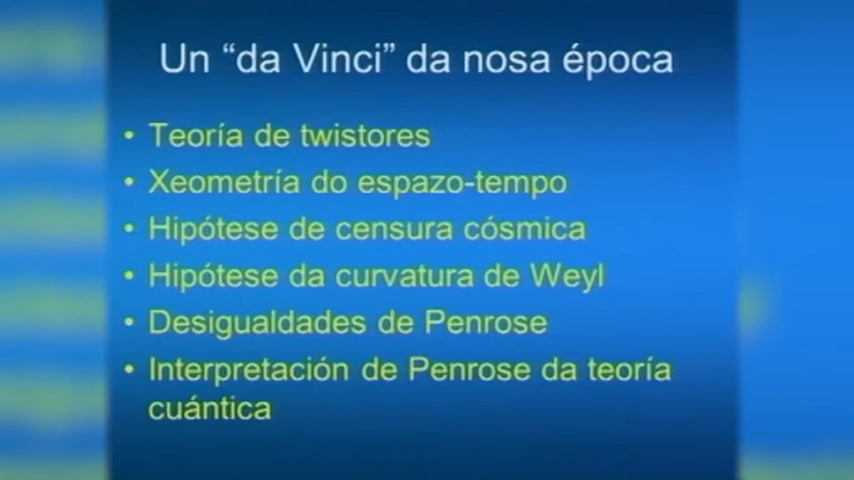 Un “da Vinci” da nosa época
• Teoría de twistores
• Xeometría do espazo-tempo
• Hipótese de censura cósmica
• Hipótese da curvatura de Weyl
• Desigualdades de Penrose
• Interpretación de Penrose da teoría
cuántica